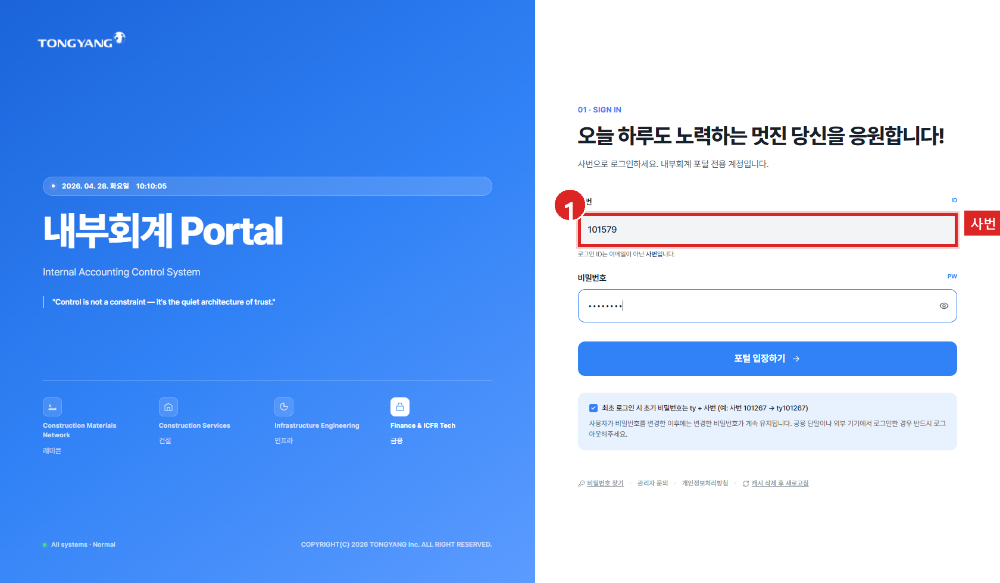 TONGYANG
2026. 04. 28. 화요일 10:10:05
내부회계 Portal
Internal Accounting Control System
"Control is not a constraint — it's the quiet architecture of trust."
Construction Materials
Network
레미콘
Construction Services
건설
Infrastructure Engineering
인프라
Finance & ICFR Tech
금융
All systems · Normal
COPYRIGHT(C) 2026 TONGYANG Inc. ALL RIGHT RESERVED.
01 · SIGN IN
오늘 하루도 노력하는 멋진 당신을 응원합니다!
사번으로 로그인하세요. 내부회계 포털 전용 계정입니다.
1
번
ID
101579
사번
로그인 ID는 이메일이 아닌 사번입니다.
비밀번호
PW
••••••••
포털 입장하기 →
최초 로그인 시 초기 비밀번호는 ty + 사번 (예: 사번 101267 → ty101267)
사용자가 비밀번호를 변경한 이후에는 변경한 비밀번호가 계속 유지됩니다. 공용 단말이나 외부 기기에서 로그인한 경우 반드시 로그
아웃해주세요.
비밀번호 찾기 · 관리자 문의 · 개인정보처리방침 · 캐시 삭제 후 새로고침